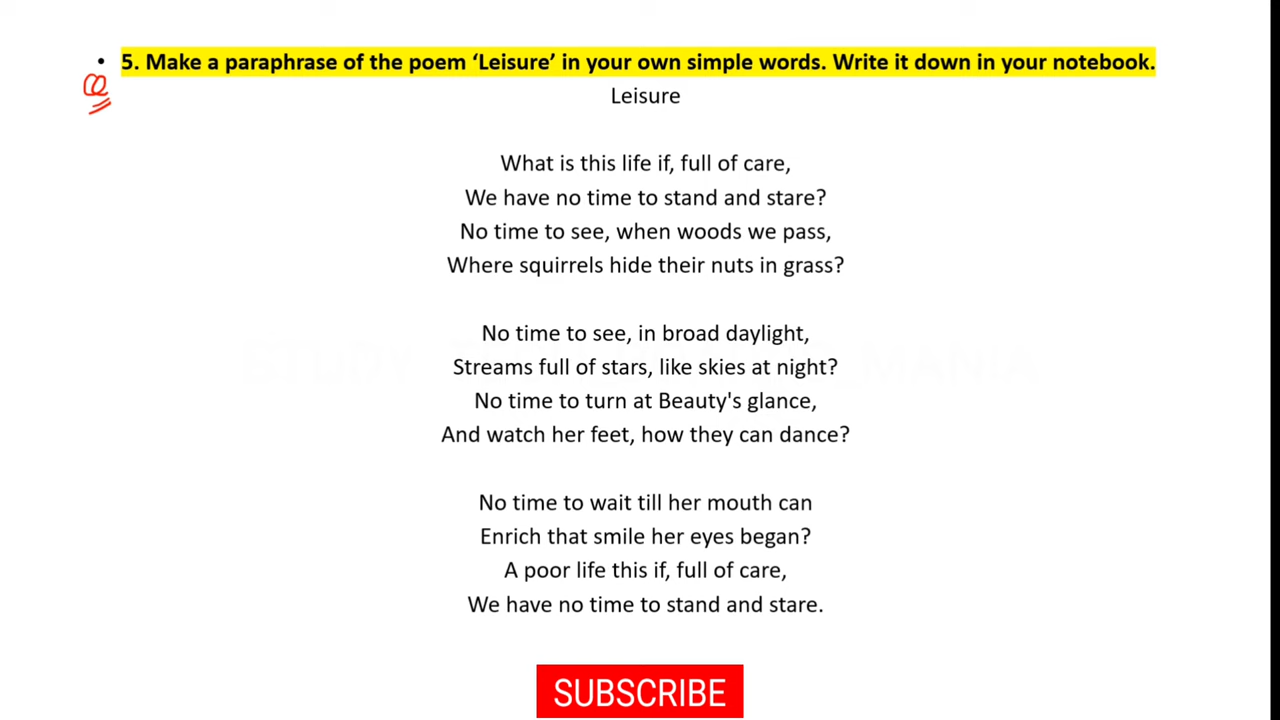 • 5. Make a paraphrase of the poem ‘Leisure’ in your own simple words. Write it down in your notebook.
Leisure
What is this life if, full of care,
We have no time to stand and stare?
No time to see, when woods we pass,
Where squirrels hide their nuts in grass?
No time to see, in broad daylight,
Streams full of stars, like skies at night?
No time to turn at Beauty's glance,
And watch her feet, how they can dance?
No time to wait till her mouth can
Enrich that smile her eyes began?
A poor life this if, full of care,
We have no time to stand and stare.
SUBSCRIBE